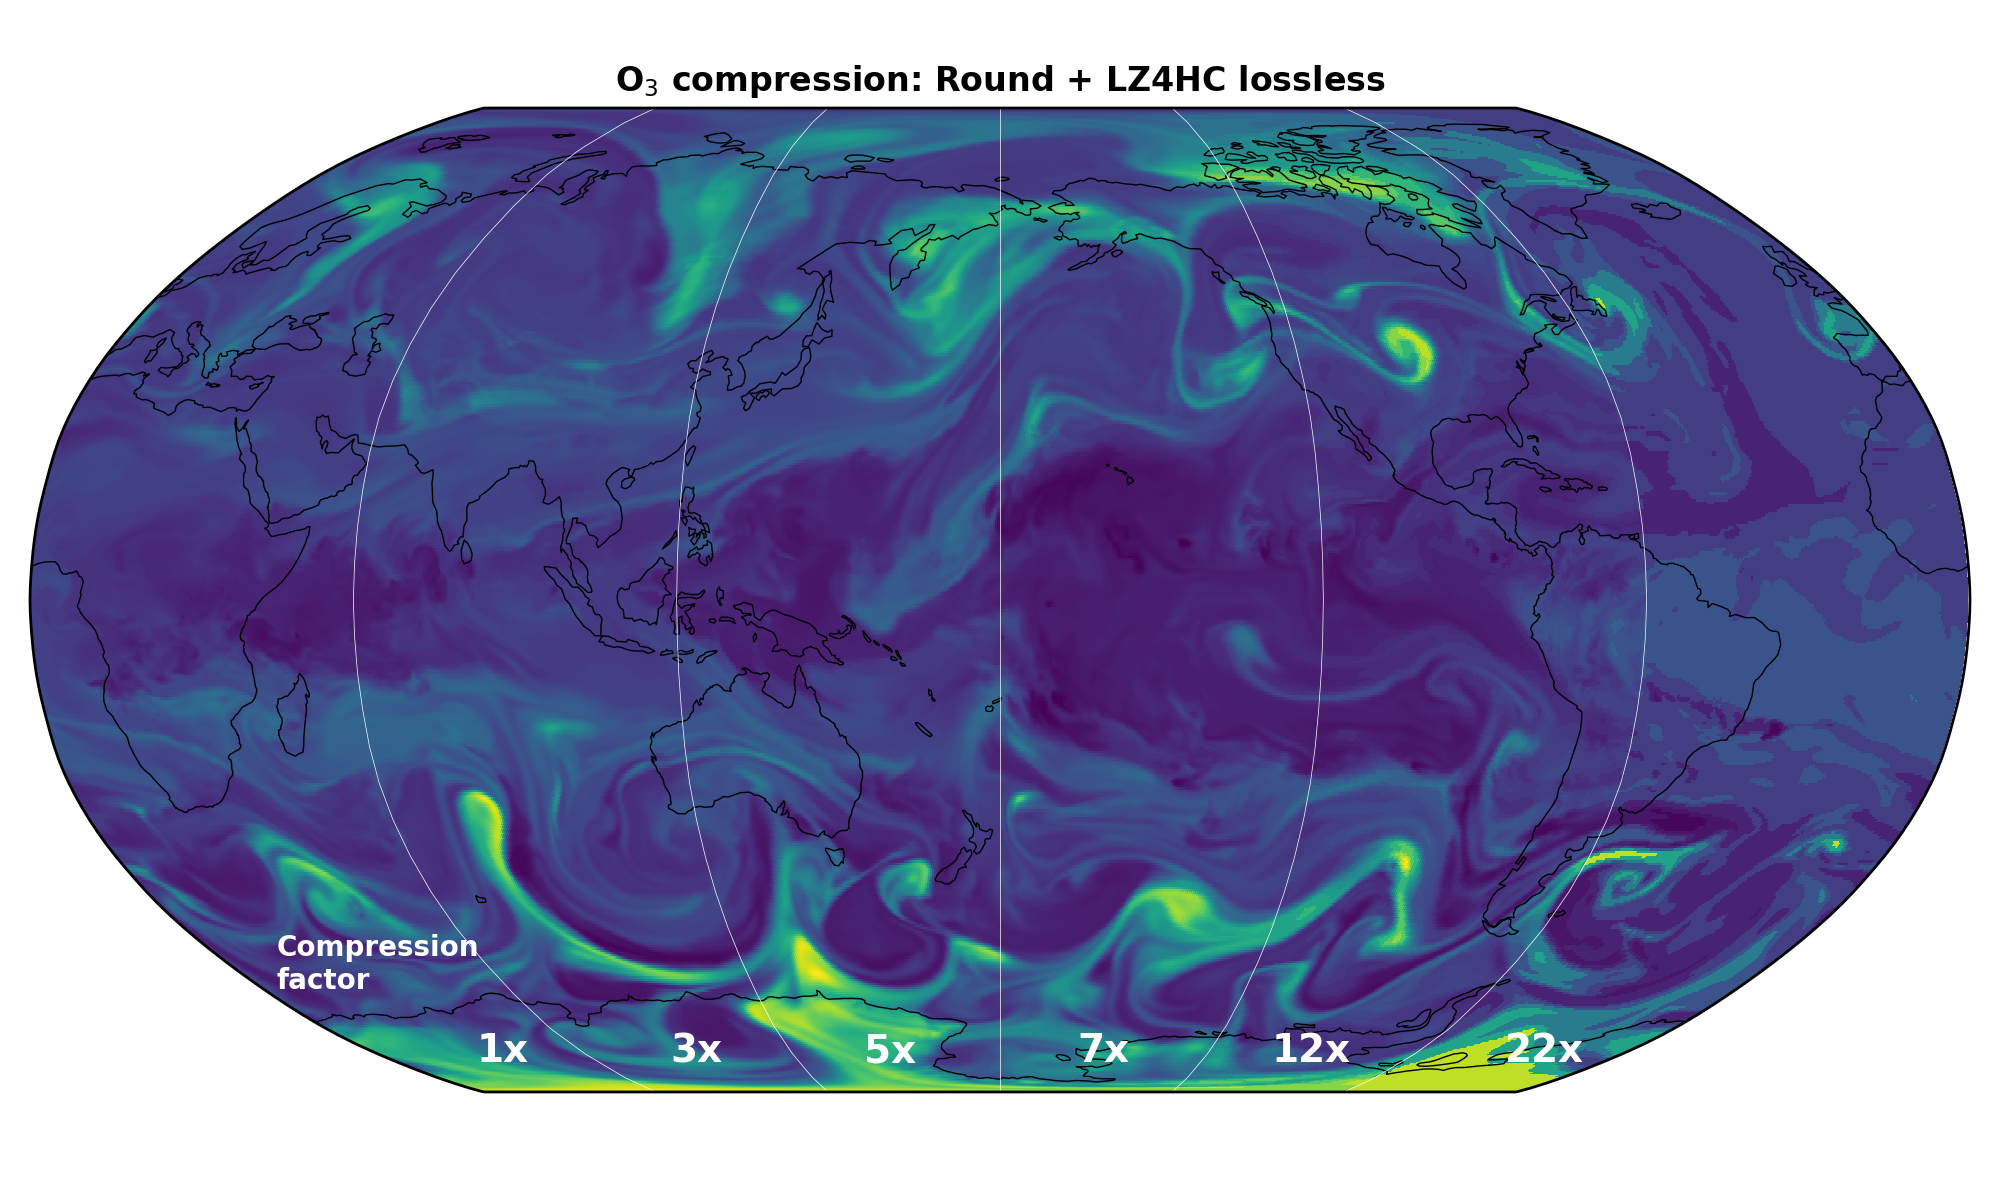 O₃ compression: Round + LZ4HC lossless
Compression
factor
1x 3x 5x 7x 12x 22x